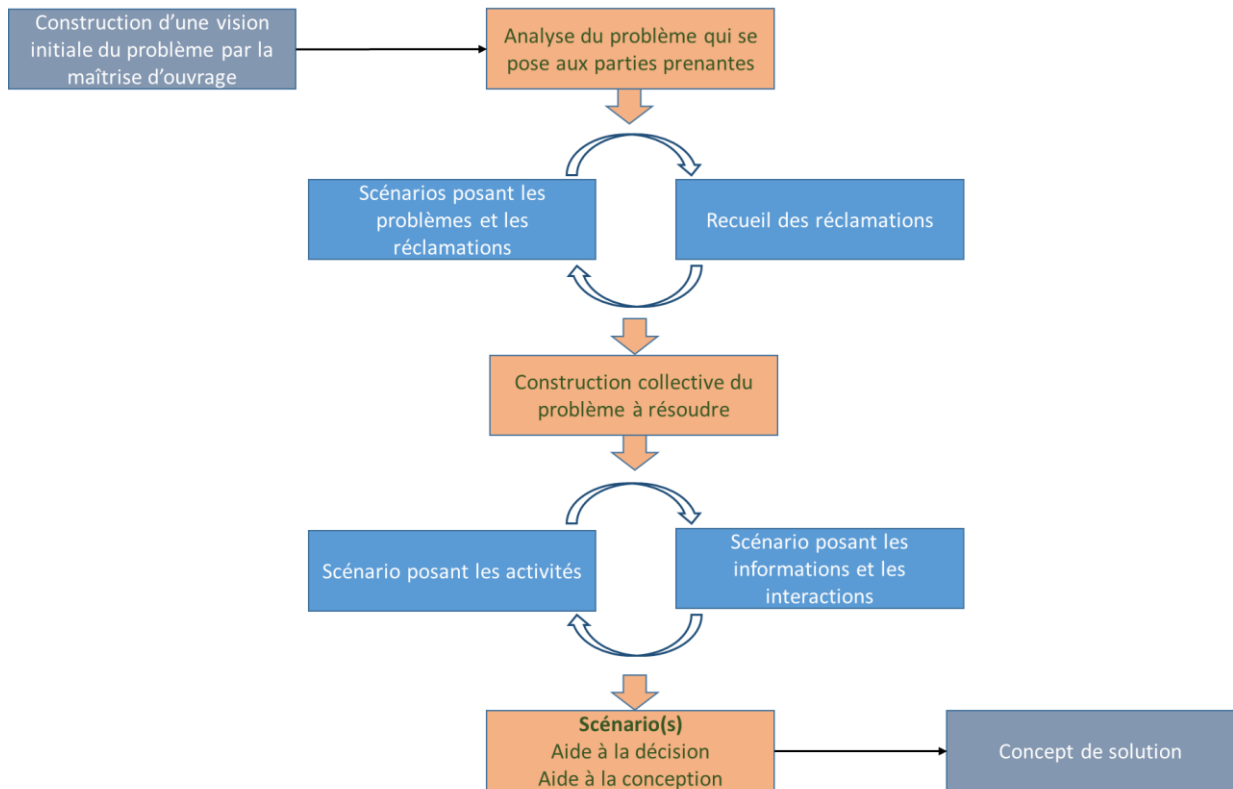 Construction d’une vision
initiale du problème par la
maîtrise d’ouvrage
Analyse du problème qui se
pose aux parties prenantes
Scénarios posant les
problèmes et les
réclamations
Recueil des réclamations
Construction collective du
problème à résoudre
Scénario posant les activités
Scénario posant les
informations et les
interactions
Scénario(s)
Aide à la décision
Aide à la conception
Concept de solution